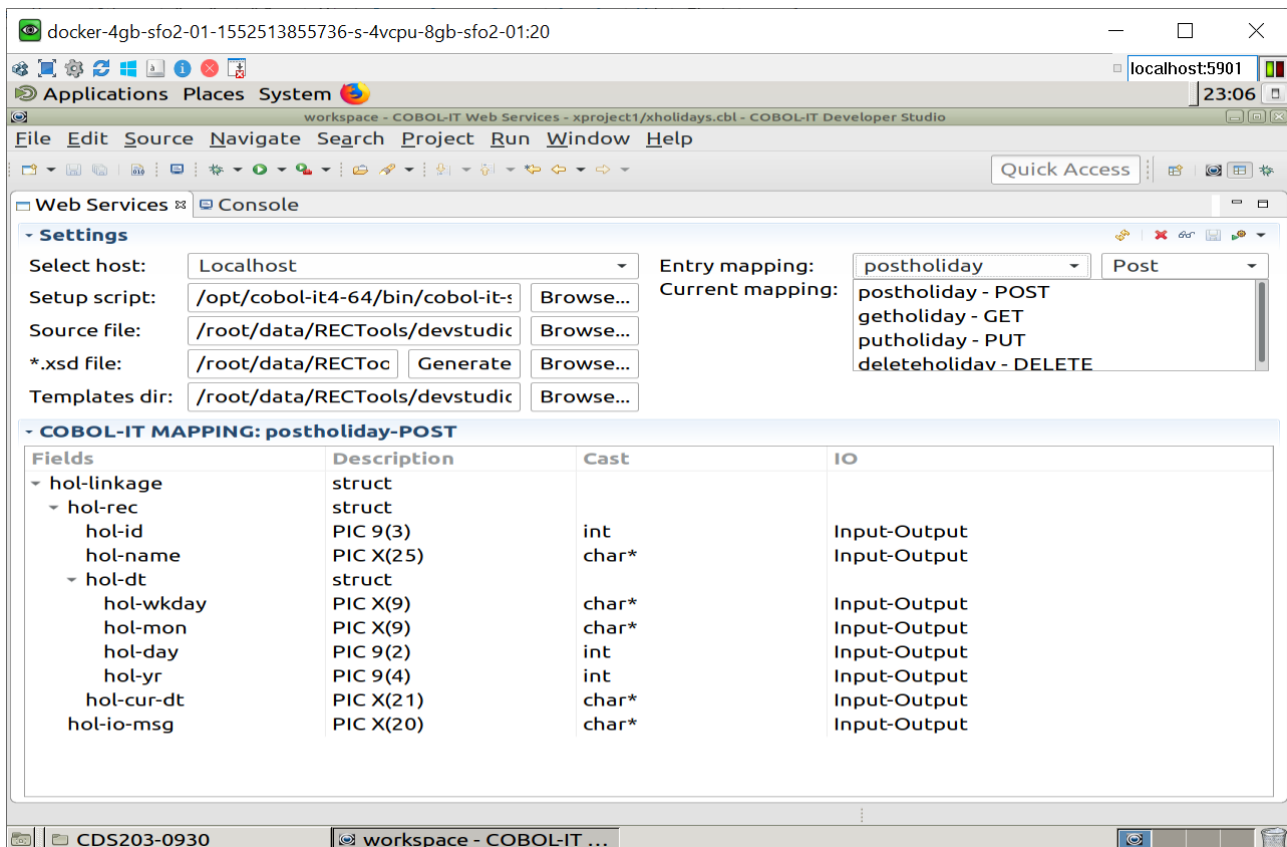 docker-4gb-sfo2-01-1552513855736-s-4vcpu-8gb-sfo2-01:20
localhost:5901
Applications Places System
23:06
workspace - COBOL-IT Web Services - xproject1/xholidays.cbl - COBOL-IT Developer Studio
File Edit Source Navigate Search Project Run Window Help
Quick Access
Web Services Console
Settings
Select host: Localhost Entry mapping: postholiday Post
Setup script: /opt/cobol-it4-64/bin/cobol-it-s Browse... Current mapping: postholiday - POST
getholiday - GET
Source file: /root/data/RECTools/devstudio Browse... putholiday - PUT
*.xsd file: /root/data/RECToo Generate Browse... deleteholiday - DELETE
Templates dir: /root/data/RECTools/devstudio Browse...
COBOL-IT MAPPING: postholiday-POST
Fields Description Cast IO
hol-linkage struct
hol-rec struct
hol-id PIC 9(3) int Input-Output
hol-name PIC X(25) char* Input-Output
hol-dt struct
hol-wkday PIC X(9) char* Input-Output
hol-mon PIC X(9) char* Input-Output
hol-day PIC 9(2) int Input-Output
hol-yr PIC 9(4) int Input-Output
hol-cur-dt PIC X(21) char* Input-Output
hol-io-msg PIC X(20) char* Input-Output
CDS203-0930 workspace - COBOL-IT ...